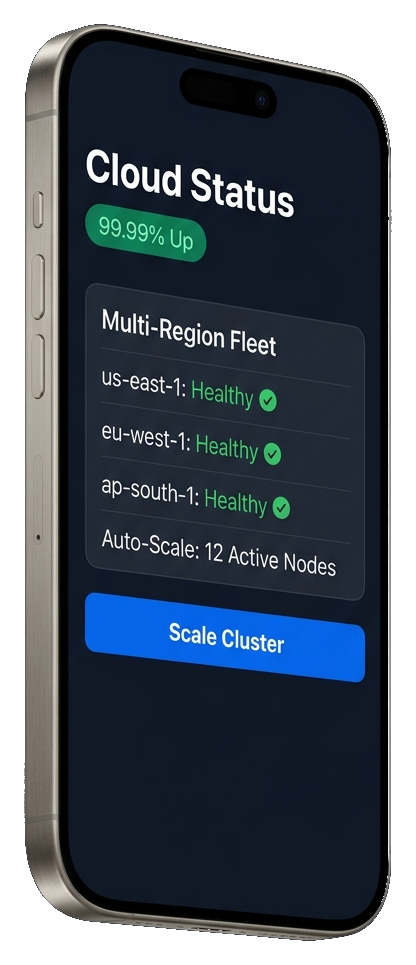 Cloud Status
99.99% Up
Multi-Region Fleet
us-east-1: Healthy
eu-west-1: Healthy
ap-south-1: Healthy
Auto-Scale: 12 Active Nodes
Scale Cluster